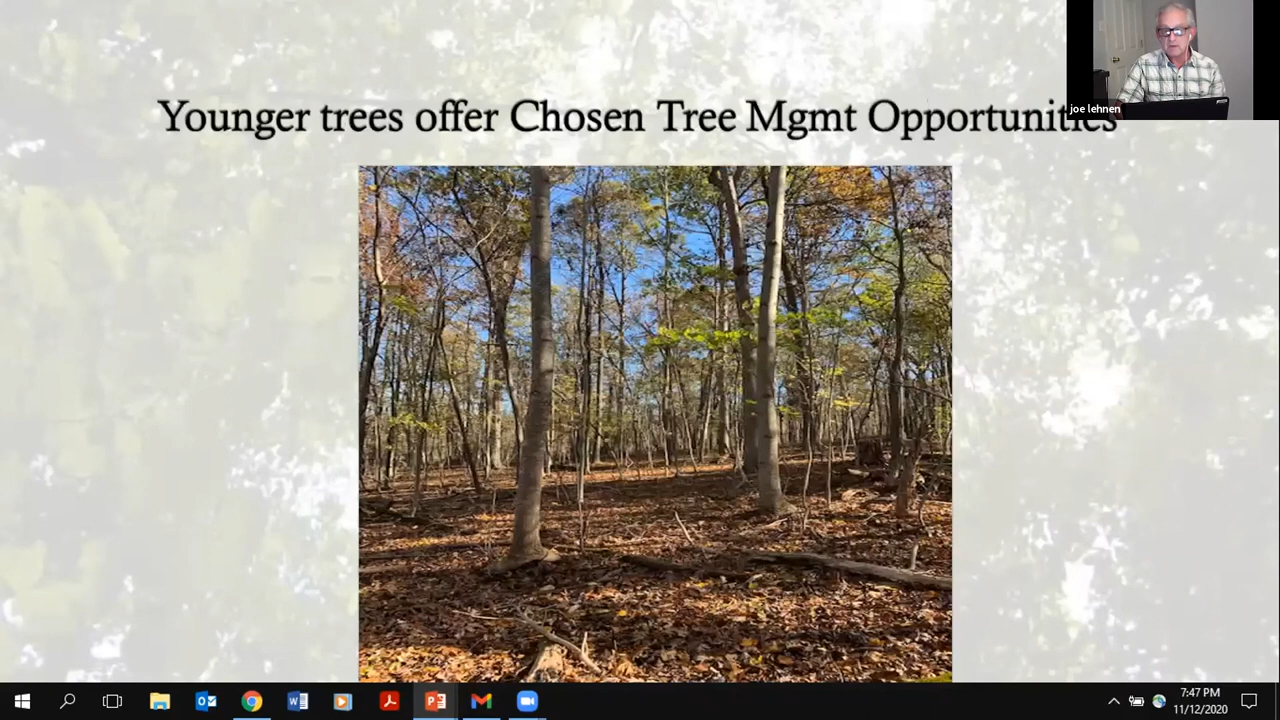 joe lehnen
Younger trees offer Chosen Tree Mgmt Opportunities
7:47 PM
11/12/2020